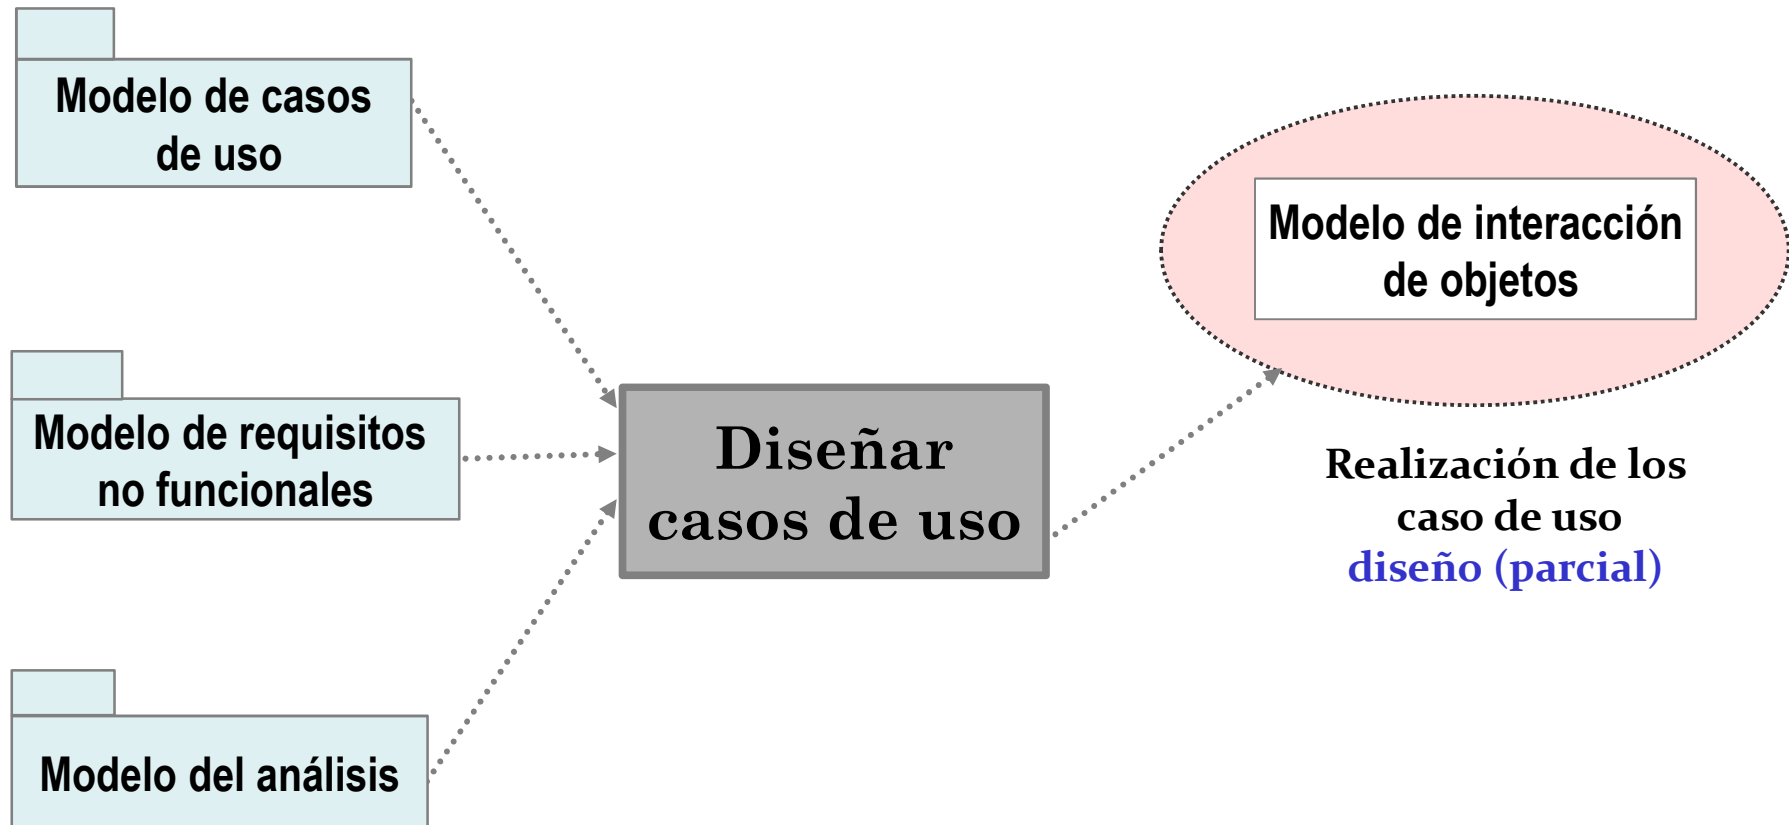 Modelo de casos
de uso
Modelo de requisitos
no funcionales
Modelo del análisis
Diseñar
casos de uso
Modelo de interacción
de objetos
Realización de los
caso de uso
diseño (parcial)